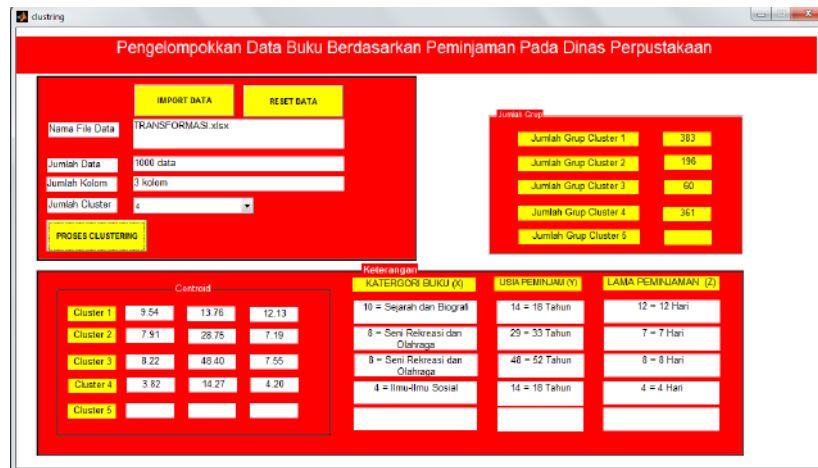 clustring
Pengelompokkan Data Buku Berdasarkan Peminjaman Pada Dinas Perpustakaan
IMPORT DATA
RESET DATA
Nama File Data
TRANSFORMASI.xlsx
Jumlah Data
1000 data
Jumlah Kolom
3 kolom
Jumlah Cluster
4
PROSES CLUSTERING
Jumlah Grup
Jumlah Grup Cluster 1
383
Jumlah Grup Cluster 2
196
Jumlah Grup Cluster 3
60
Jumlah Grup Cluster 4
361
Jumlah Grup Cluster 5
Centroid
Cluster 1 9.54 13.76 12.13
Cluster 2 7.91 28.75 7.19
Cluster 3 8.22 48.40 7.55
Cluster 4 3.82 14.27 4.20
Cluster 5
Keterangan
KATERGORI BUKU (X) USIA PEMINJAM (Y) LAMA PEMINJAMAN (Z)
10 = Sejarah dan Biografi 14 = 18 Tahun 12 = 12 Hari
8 = Seni Rekreasi dan
Olahraga
29 = 33 Tahun 7 = 7 Hari
8 = Seni Rekreasi dan
Olahraga
48 = 52 Tahun 8 = 8 Hari
4 = Ilmu-Ilmu Sosial 14 = 18 Tahun 4 = 4 Hari